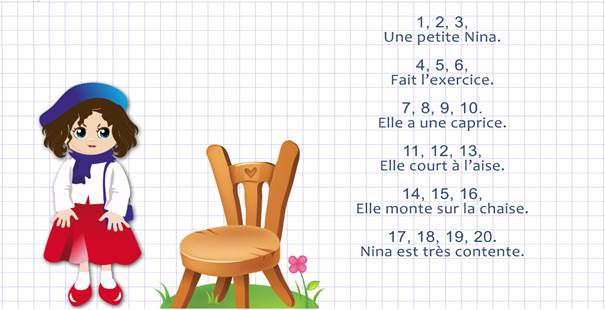 1, 2, 3,
Une petite Nina.
4, 5, 6,
Fait l’exercice.
7, 8, 9, 10.
Elle a une caprice.
11, 12, 13,
Elle court à l’aise.
14, 15, 16,
Elle monte sur la chaise.
17, 18, 19, 20.
Nina est très contente.